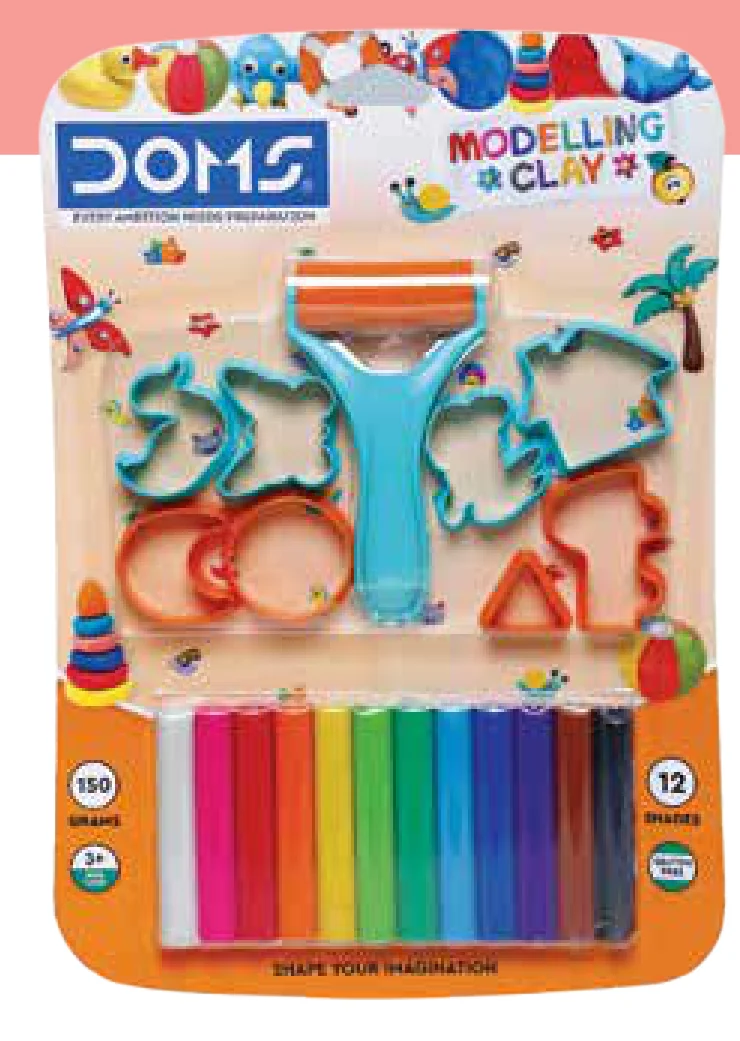 DOMS
EVERY AMBITION NEEDS PREPARATION
MODELLING
CLAY
150
GRAMS
3+
12
SHADES
SHAPE YOUR IMAGINATION